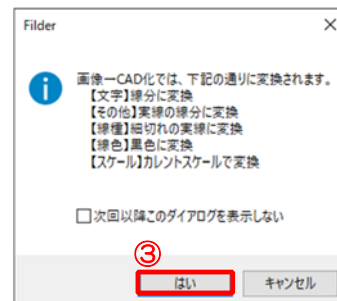 Filder
画像－CAD化では、下記の通りに変換されます。
【文字】線分に変換
【その他】実線の線分に変換
【線種】細切れの実線に変換
【線色】黒色に変換
【スケール】カレントスケールで変換
次回以降このダイアログを表示しない
③
はい
キャンセル